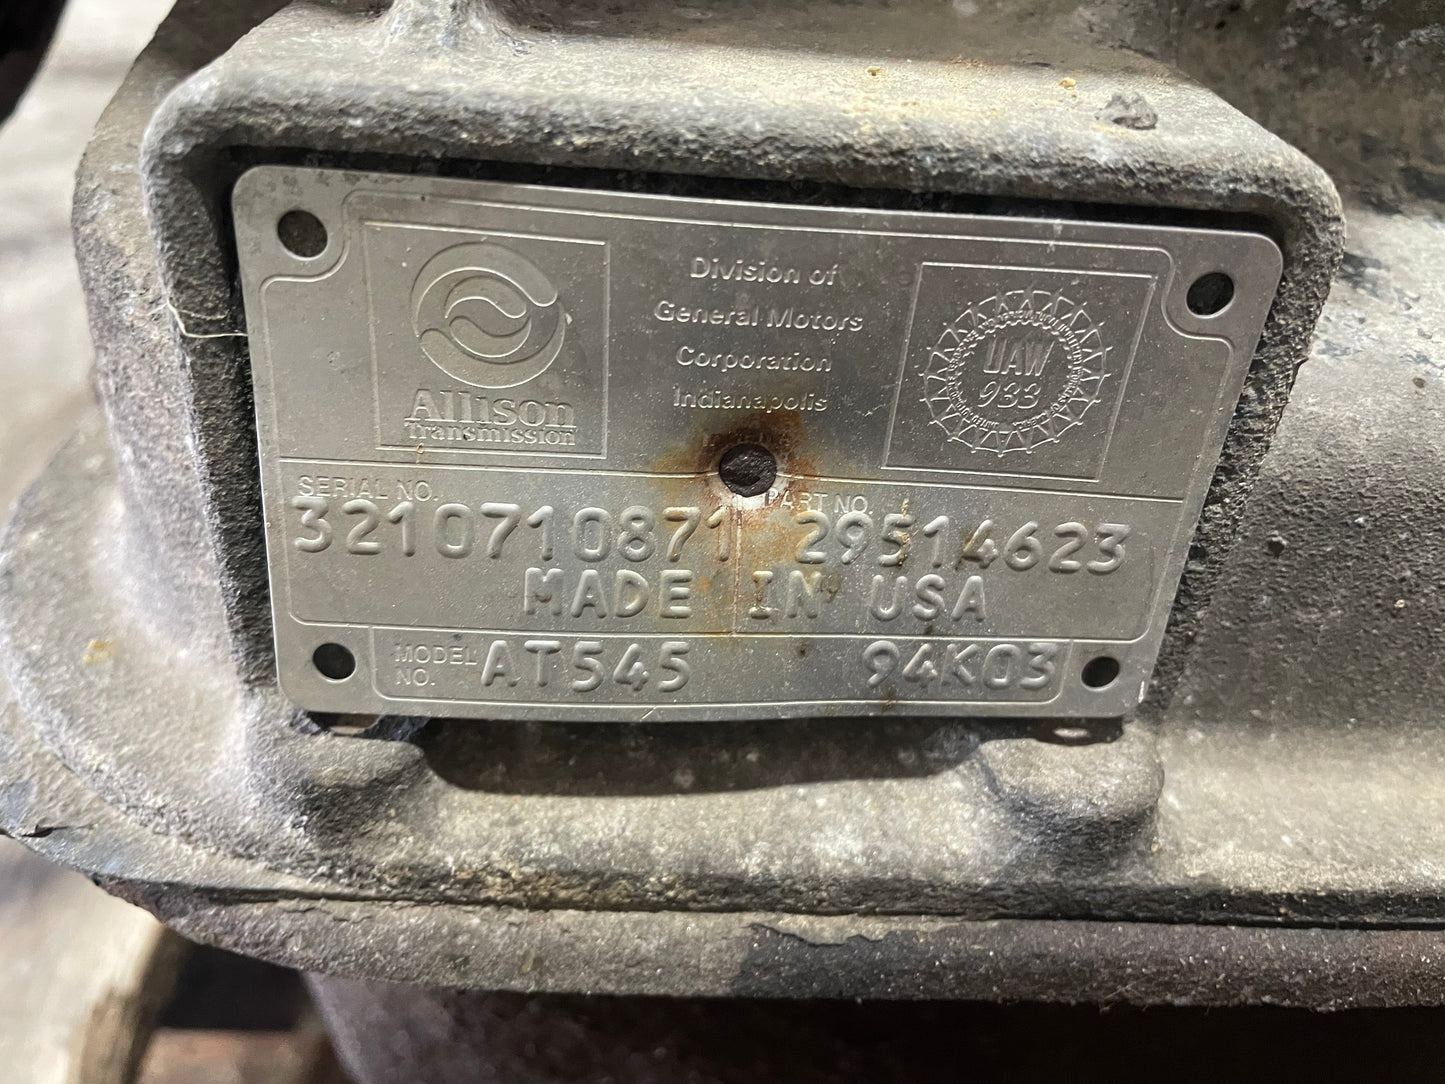 Division of
General Motors
Corporation
Indianapolis
Allison
Transmission
UAW
933
SERIAL NO.
PART NO.
3210710871 29514623
MADE IN USA
MODEL NO. AT545 94K03